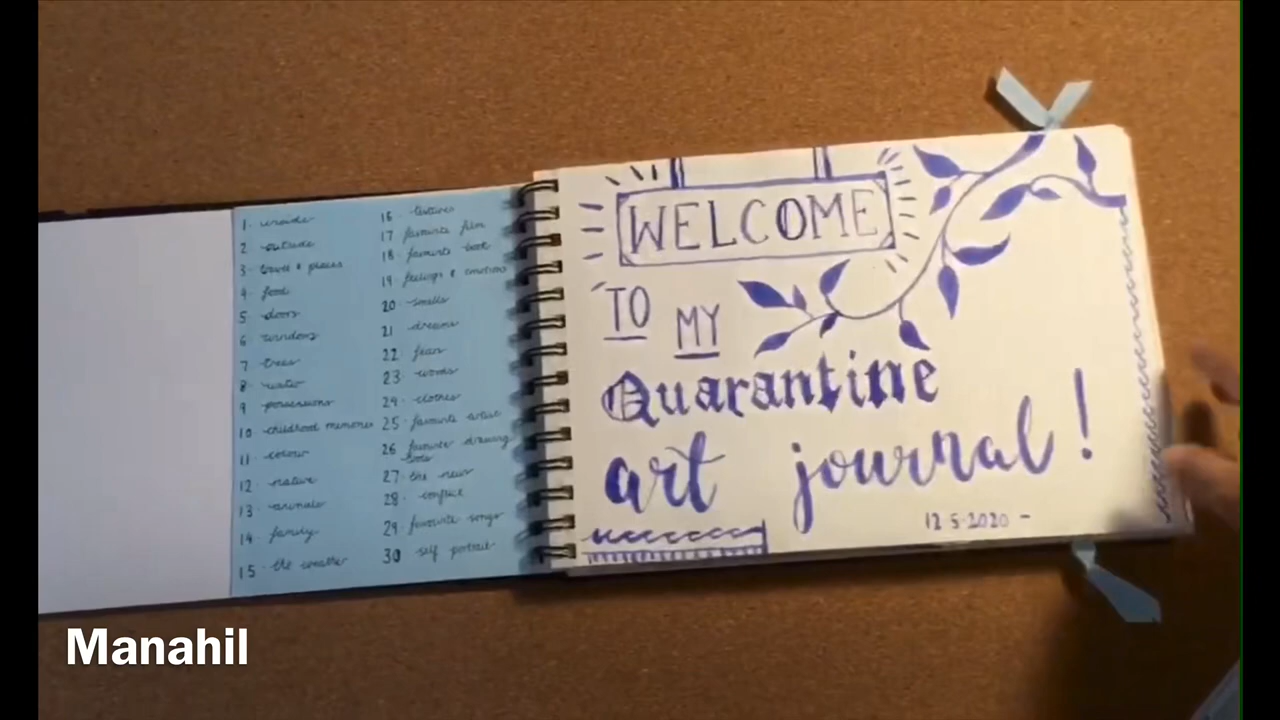 1. inside
2. outside
3. travel & places
4. food
5. doors
6. windows
7. trees
8. water
9. possessions
10. childhood memories
11. colour
12. native
13. animals
14. family
15. the weather
16. textures
17. favourite film
18. favourite book
19. feelings & emotions
20. smells
21. dreams
22. fears
23. words
24. clothes
25. favourite artist
26. favourite drawing
tools
27. the news
28. conflict
29. favourite songs
30. self portrait
WELCOME
TO MY
Quarantine
art journal!
12.5.2020 -
Manahil